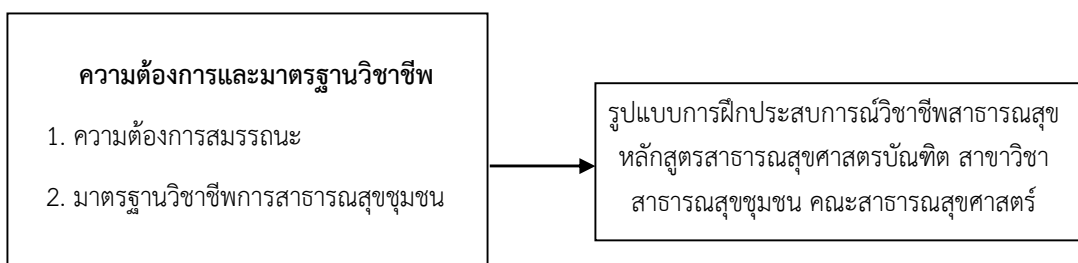 ความต้องการและมาตรฐานวิชาชีพ
1. ความต้องการสมรรถนะ
2. มาตรฐานวิชาชีพการสาธารณสุขชุมชน
รูปแบบการฝึกประสบการณ์วิชาชีพสาธารณสุข
หลักสูตรสาธารณสุขศาสตรบัณฑิต สาขาวิชา
สาธารณสุขชุมชน คณะสาธารณสุขศาสตร์